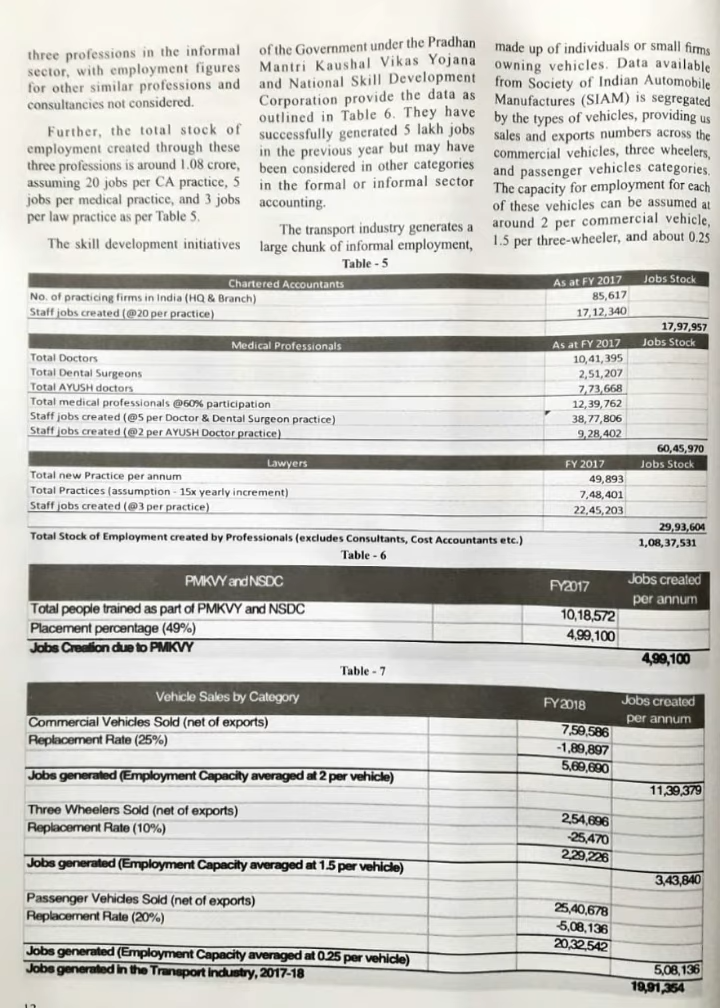 three professions in the informal
sector, with employment figures
for other similar professions and
consultancies not considered.
Further, the total stock of
employment created through these
three professions is around 1.08 crore,
assuming 20 jobs per CA practice, 5
jobs per medical practice, and 3 jobs
per law practice as per Table 5.
The skill development initiatives
of the Government under the Pradhan
Mantri Kaushal Vikas Yojana
and National Skill Development
Corporation provide the data as
outlined in Table 6. They have
successfully generated 5 lakh jobs
in the previous year but may have
been considered in other categories
in the formal or informal sector
accounting.
The transport industry generates a
large chunk of informal employment,
made up of individuals or small firms
owning vehicles. Data available
from Society of Indian Automobile
Manufactures (SIAM) is segregated
by the types of vehicles, providing us
sales and exports numbers across the
commercial vehicles, three wheelers,
and passenger vehicles categories.
The capacity for employment for each
of these vehicles can be assumed at
around 2 per commercial vehicle,
1.5 per three-wheeler, and about 0.25
Table - 5
Chartered Accountants As at FY 2017 Jobs Stock
No. of practicing firms in India (HQ & Branch) 85,617
Staff jobs created (@20 per practice) 17,12,340
17,97,957
Medical Professionals As at FY 2017 Jobs Stock
Total Doctors 10,41,395
Total Dental Surgeons 2,51,207
Total AYUSH doctors 7,73,668
Total medical professionals @60% participation 12,39,762
Staff jobs created (@5 per Doctor & Dental Surgeon practice) 38,77,806
Staff jobs created (@2 per AYUSH Doctor practice) 9,28,402
60,45,970
Lawyers FY 2017 Jobs Stock
Total new Practice per annum 49,893
Total Practices (assumption - 15x yearly increment) 7,48,401
Staff jobs created (@3 per practice) 22,45,203
29,93,604
Total Stock of Employment created by Professionals (excludes Consultants, Cost Accountants etc.) 1,08,37,531
Table - 6
PMKVY and NSDC FY2017 Jobs created
per annum
Total people trained as part of PMKVY and NSDC 10,18,572
Placement percentage (49%) 4,99,100
Jobs Creation due to PMKVY 4,99,100
Table - 7
Vehicle Sales by Category FY2018 Jobs created
per annum
Commercial Vehicles Sold (net of exports) 7,59,586
Replacement Rate (25%) -1,89,897
5,69,690
Jobs generated (Employment Capacity averaged at 2 per vehicle) 11,39,379
Three Wheelers Sold (net of exports) 2,54,696
Replacement Rate (10%) -25,470
2,29,226
Jobs generated (Employment Capacity averaged at 1.5 per vehicle) 3,43,840
Passenger Vehicles Sold (net of exports) 25,40,678
Replacement Rate (20%) -5,08,136
20,32,542
Jobs generated (Employment Capacity averaged at 0.25 per vehicle) 5,08,136
Jobs generated in the Transport industry, 2017-18 19,91,354